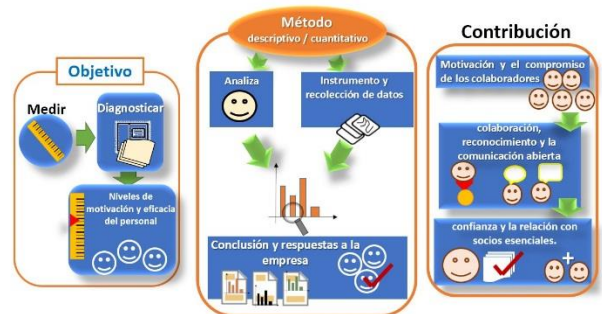 Objetivo
Medir
Diagnosticar
Niveles de
motivación y eficacia
del personal
Método
descriptivo / cuantitativo
Analiza
Instrumento y
recolección de datos
Conclusión y respuestas a la
empresa
Contribución
Motivación y el compromiso
de los colaboradores
colaboración,
reconocimiento y la
comunicación abierta
confianza y la relación con
socios esenciales.